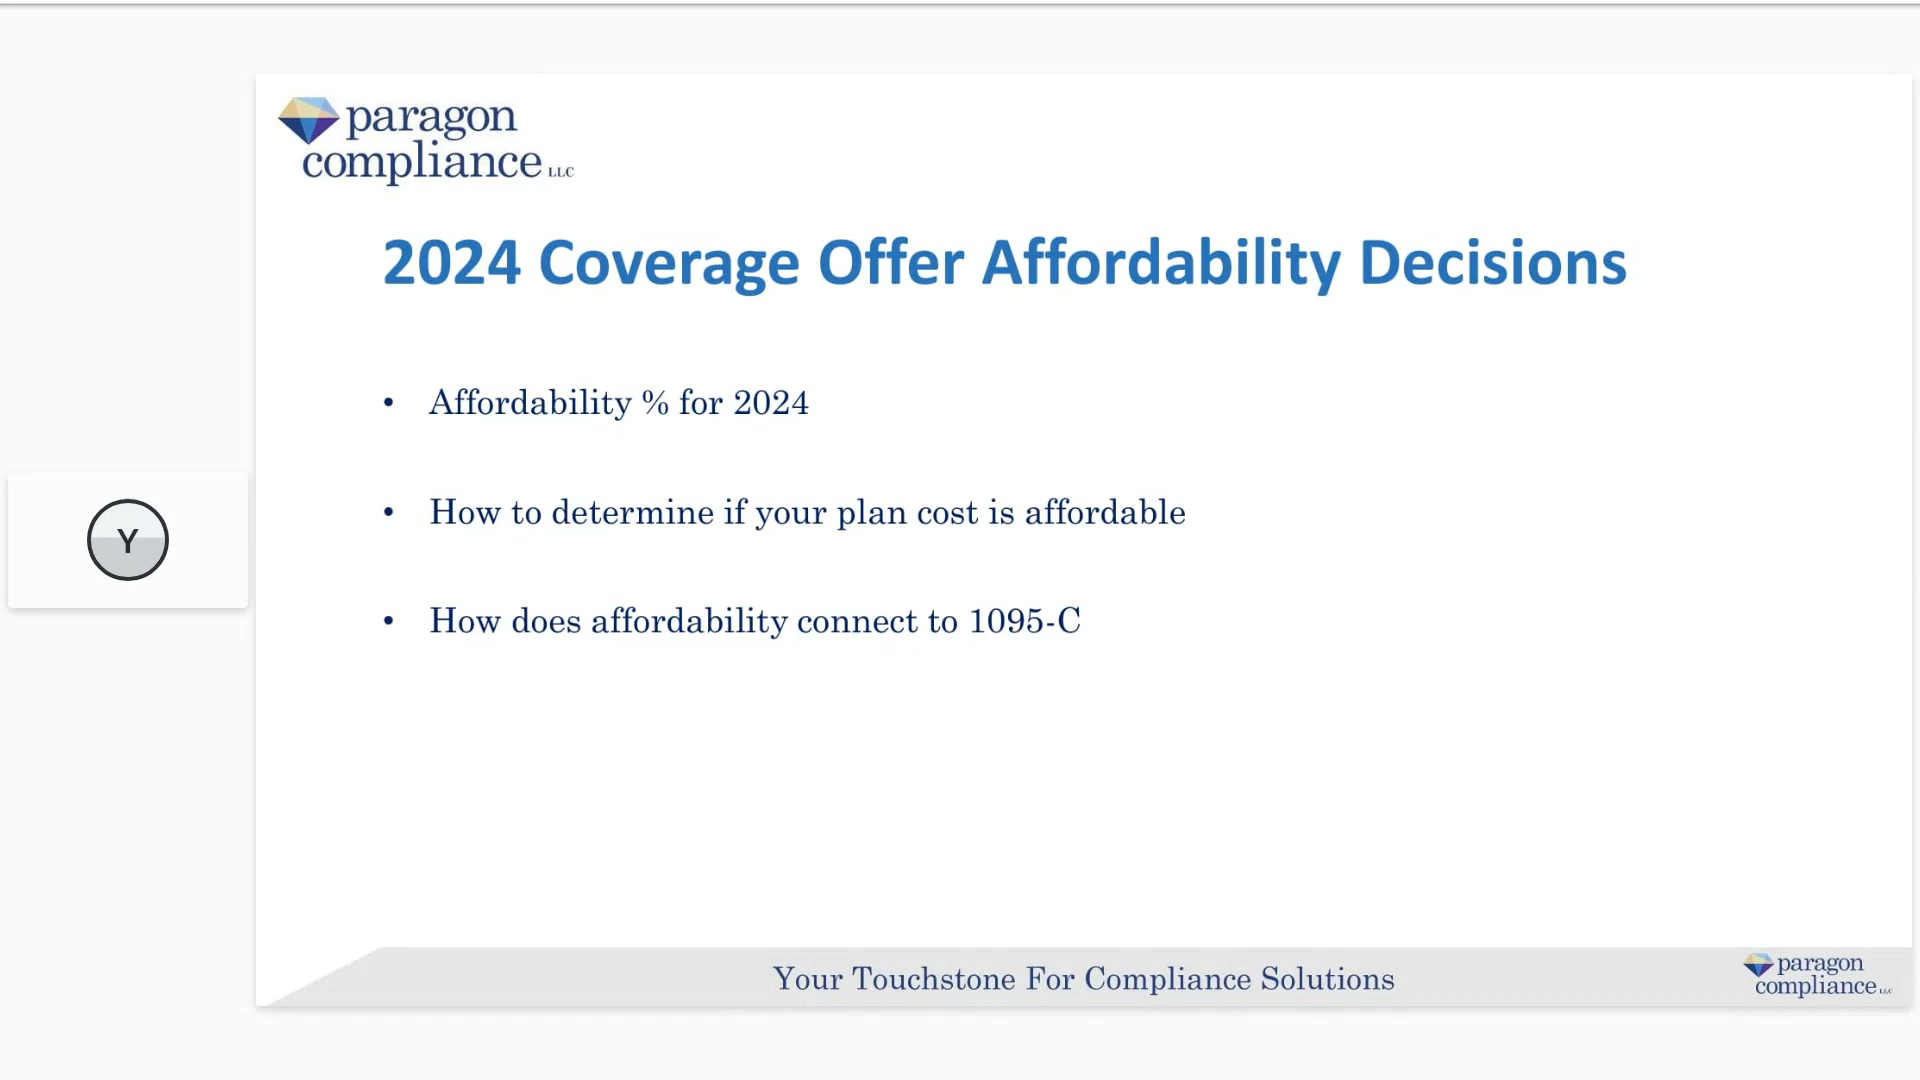 paragon
compliance LLC
2024 Coverage Offer Affordability Decisions
• Affordability % for 2024
• How to determine if your plan cost is affordable
• How does affordability connect to 1095-C
Y
Your Touchstone For Compliance Solutions
paragon
compliance LLC